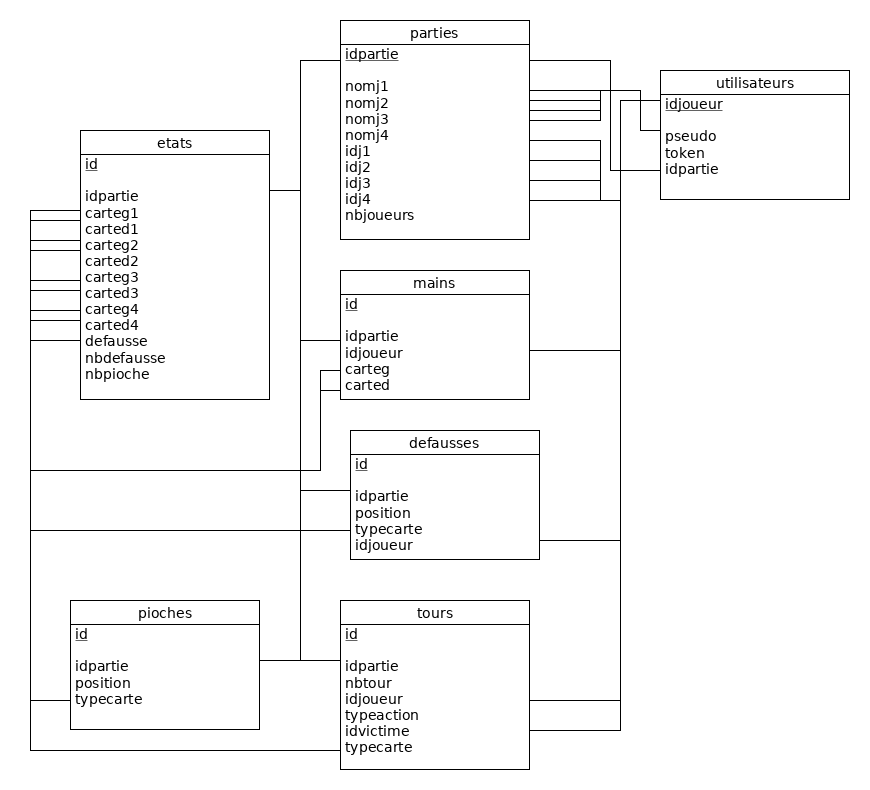 parties
idpartie
nomj1
nomj2
nomj3
nomj4
idj1
idj2
idj3
idj4
nbjoueurs
utilisateurs
idjoueur
pseudo
token
idpartie
etats
id
idpartie
carteg1
carted1
carteg2
carted2
carteg3
carted3
carteg4
carted4
defausse
nbdefausse
nbpioche
mains
id
idpartie
idjoueur
carteg
carted
defausses
id
idpartie
position
typecarte
idjoueur
pioches
id
idpartie
position
typecarte
tours
id
idpartie
nbtour
idjoueur
typeaction
idvictime
typecarte